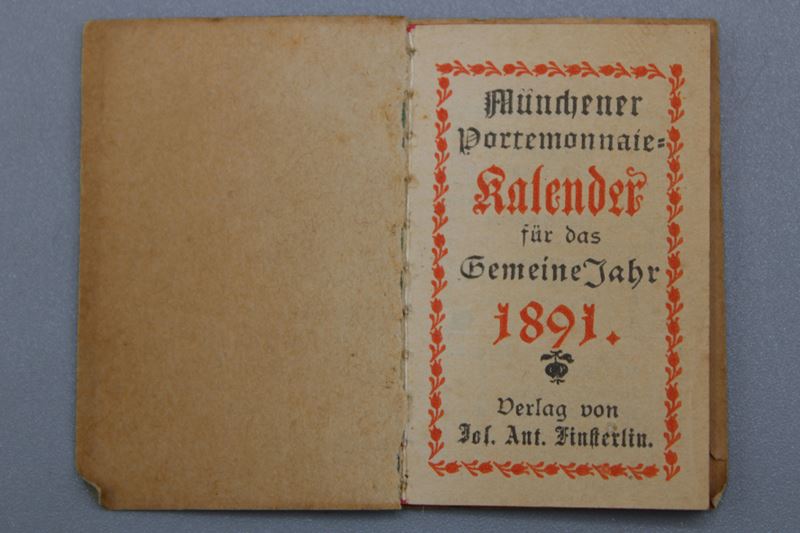 Münchener
Portemonnaie=
Kalender
für das
Gemeine Jahr
1891.
Verlag von
Jos. Ant. Finsterlin.